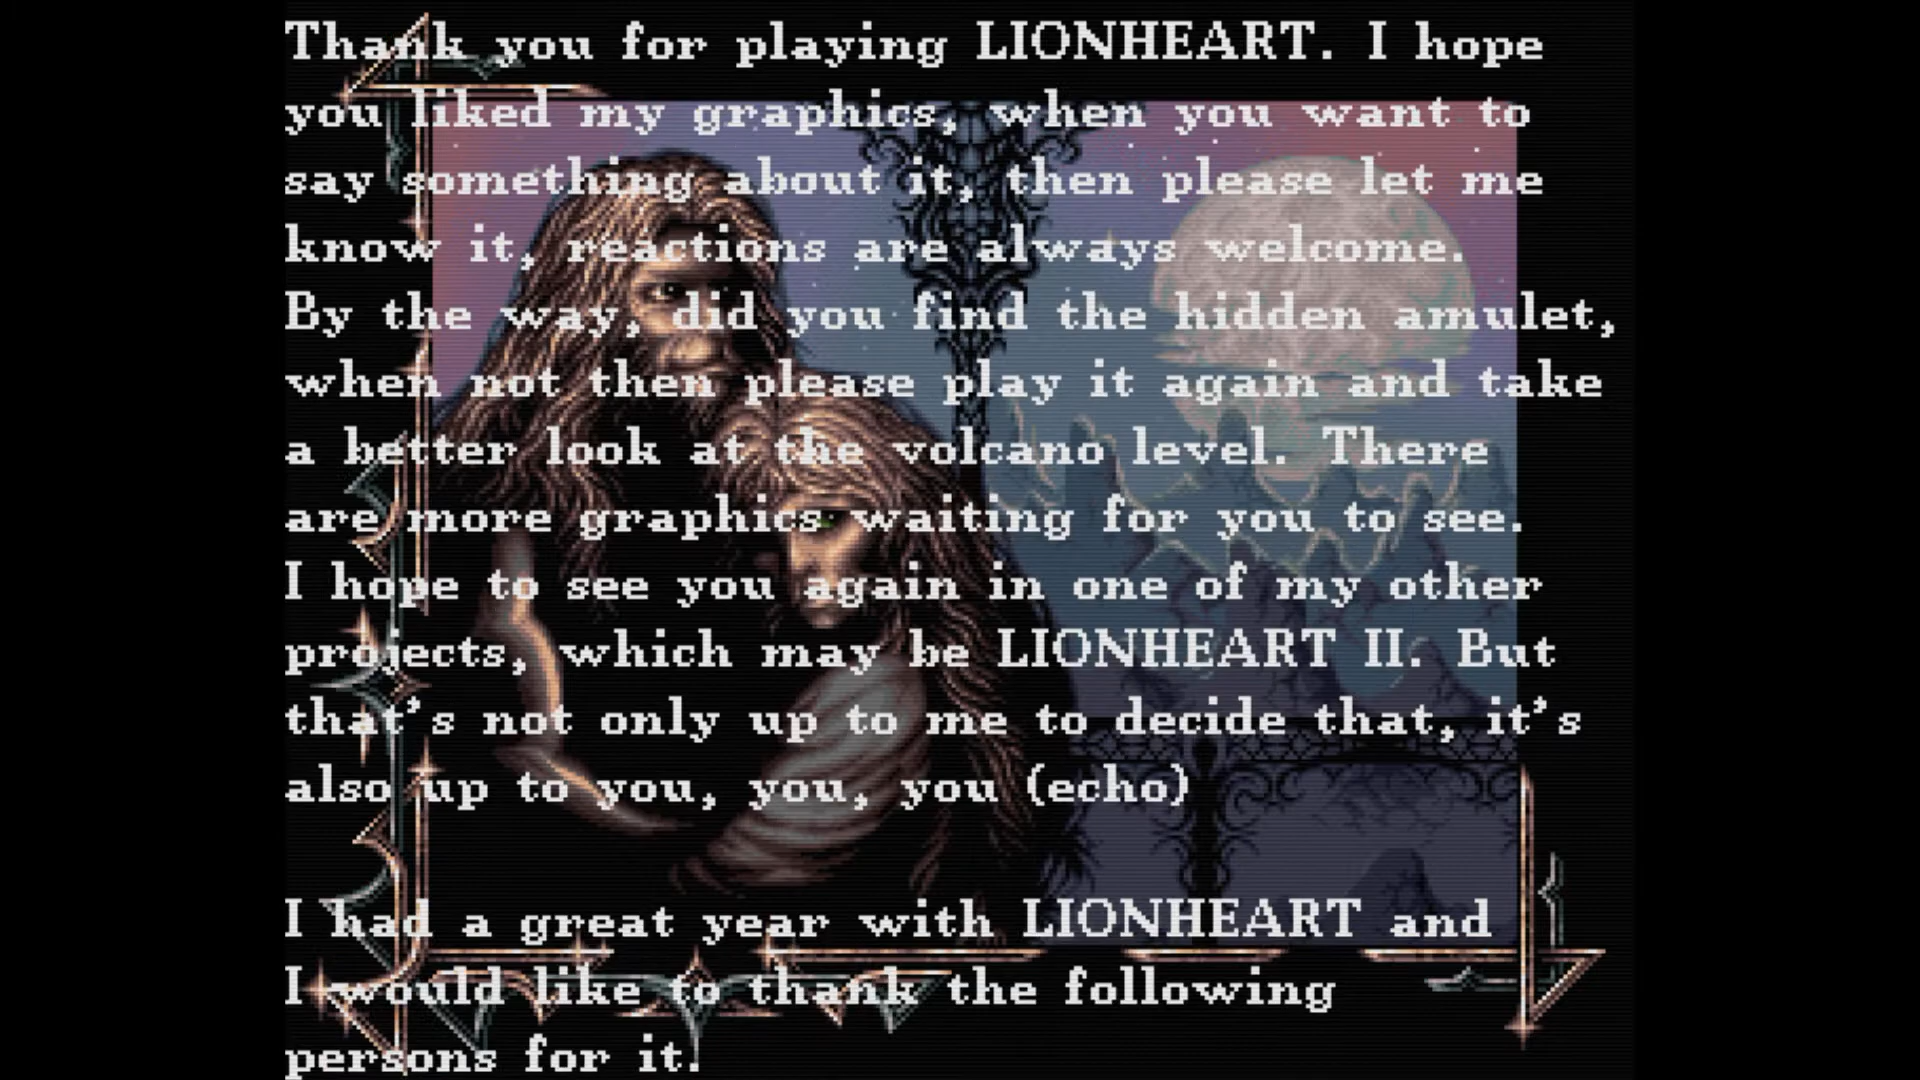 Thank you for playing LIONHEART. I hope
you liked my graphics, when you want to
say something about it, then please let me
know it, reactions are always welcome.
By the way, did you find the hidden amulet,
when not then please play it again and take
a better look at the volcano level. There
are more graphics waiting for you to see.
I hope to see you again in one of my other
projects, which may be LIONHEART II. But
that's not only up to me to decide that, it's
also up to you, you, you (echo)
I had a great year with LIONHEART and
I would like to thank the following
persons for it.